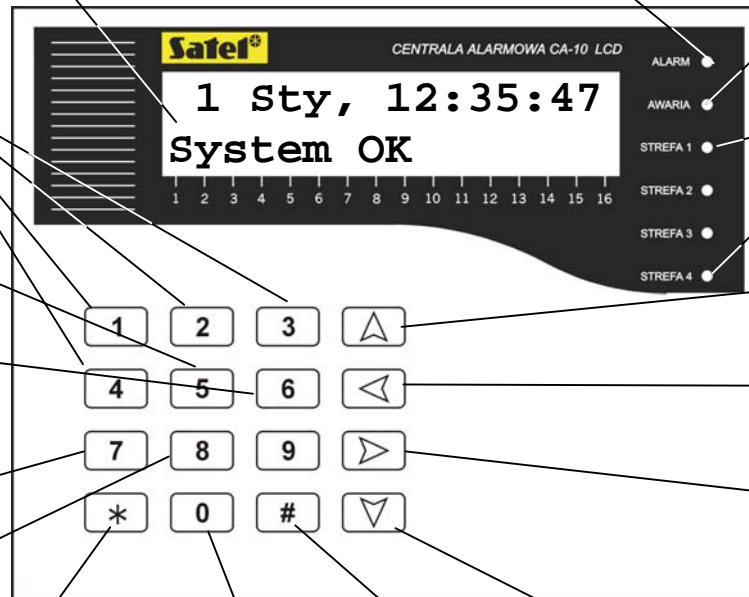 Satel®
CENTRALA ALARMOWA CA-10 LCD
ALARM
1 Sty, 12:35:47
AWARIA
System OK
STREFA 1
1 2 3 4 5 6 7 8 9 10 11 12 13 14 15 16
STREFA 2
STREFA 3
STREFA 4
1 2 3
4 5 6
7 8 9
* 0 #